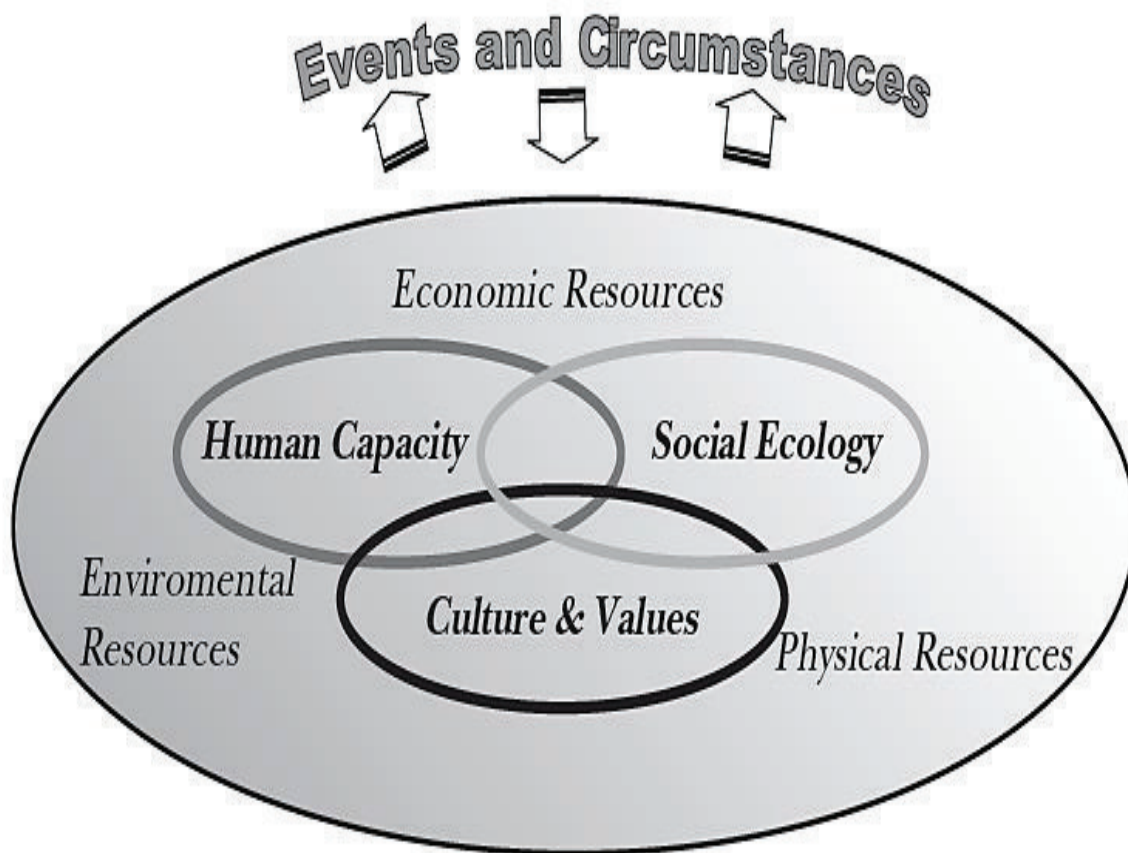 Events and Circumstances
Economic Resources
Human Capacity
Social Ecology
Enviromental
Resources
Culture & Values
Physical Resources